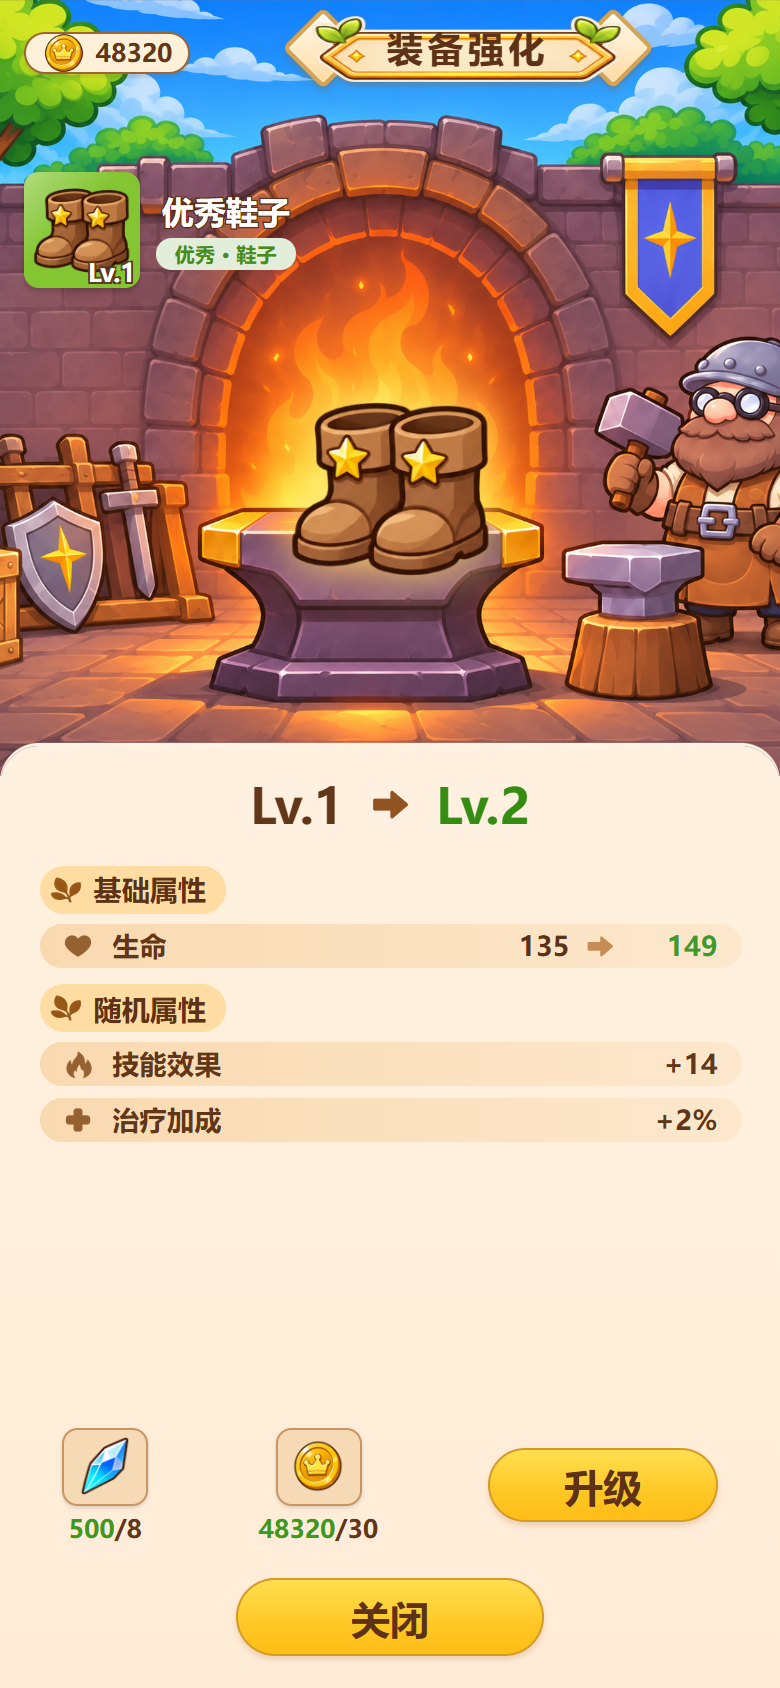 48320
装备强化
优秀鞋子
优秀·鞋子
Lv.1
Lv.1 Lv.2
基础属性
生命 135 149
随机属性
技能效果 +14
治疗加成 +2%
500/8 48320/30
升级
关闭